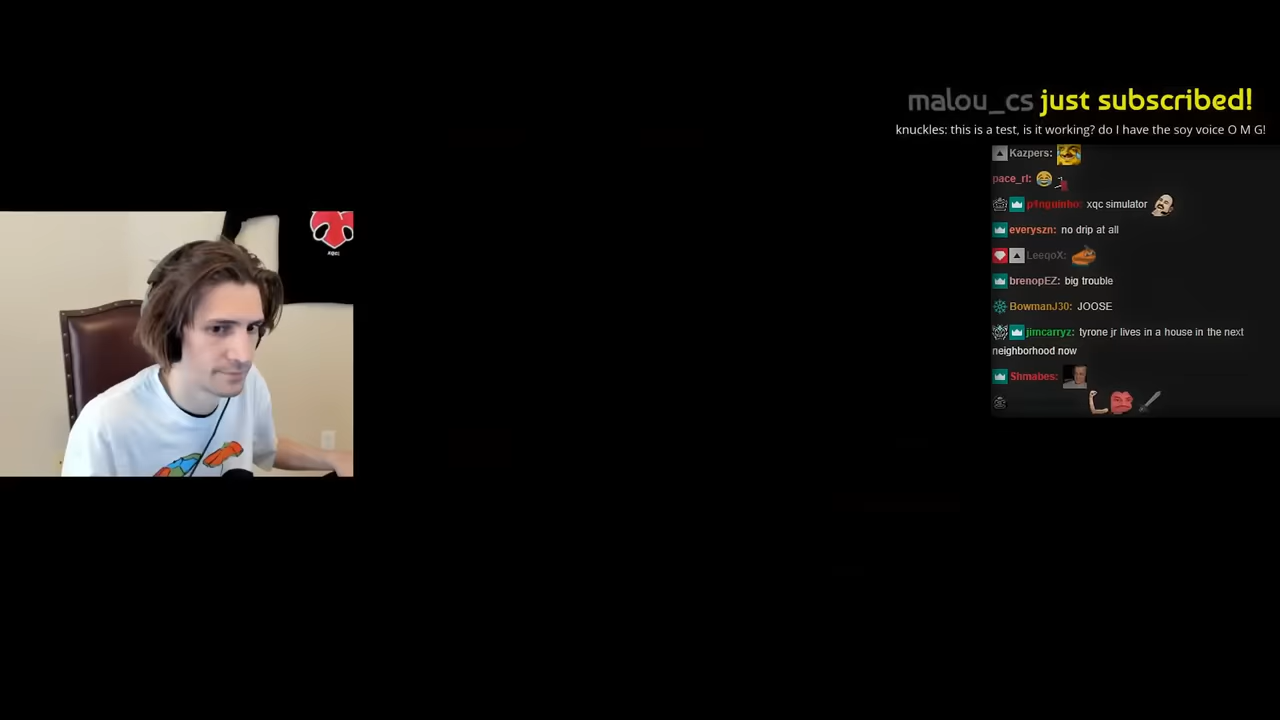 malou_cs just subscribed!
knuckles: this is a test, is it working? do I have the soy voice O M G!
Kazpers:
pace_rl:
p1nguinho: xqc simulator
everyszn: no drip at all
LeeqoX:
brenopEZ: big trouble
BowmanJ30: JOOSE
jimcarryz: tyrone jr lives in a house in the next
neighborhood now
Shmabes: